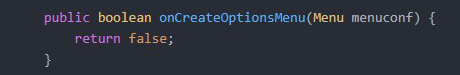 public boolean onCreateOptionsMenu(Menu menuconf) {
return false;
}